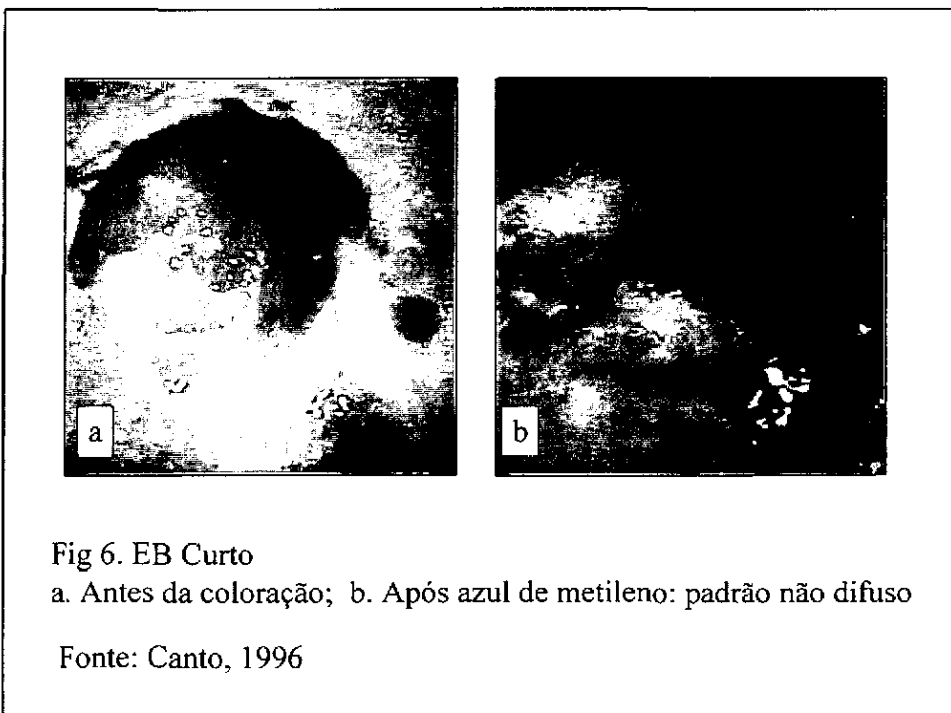 a
b
Fig 6. EB Curto
a. Antes da coloração; b. Após azul de metileno: padrão não difuso
Fonte: Canto, 1996